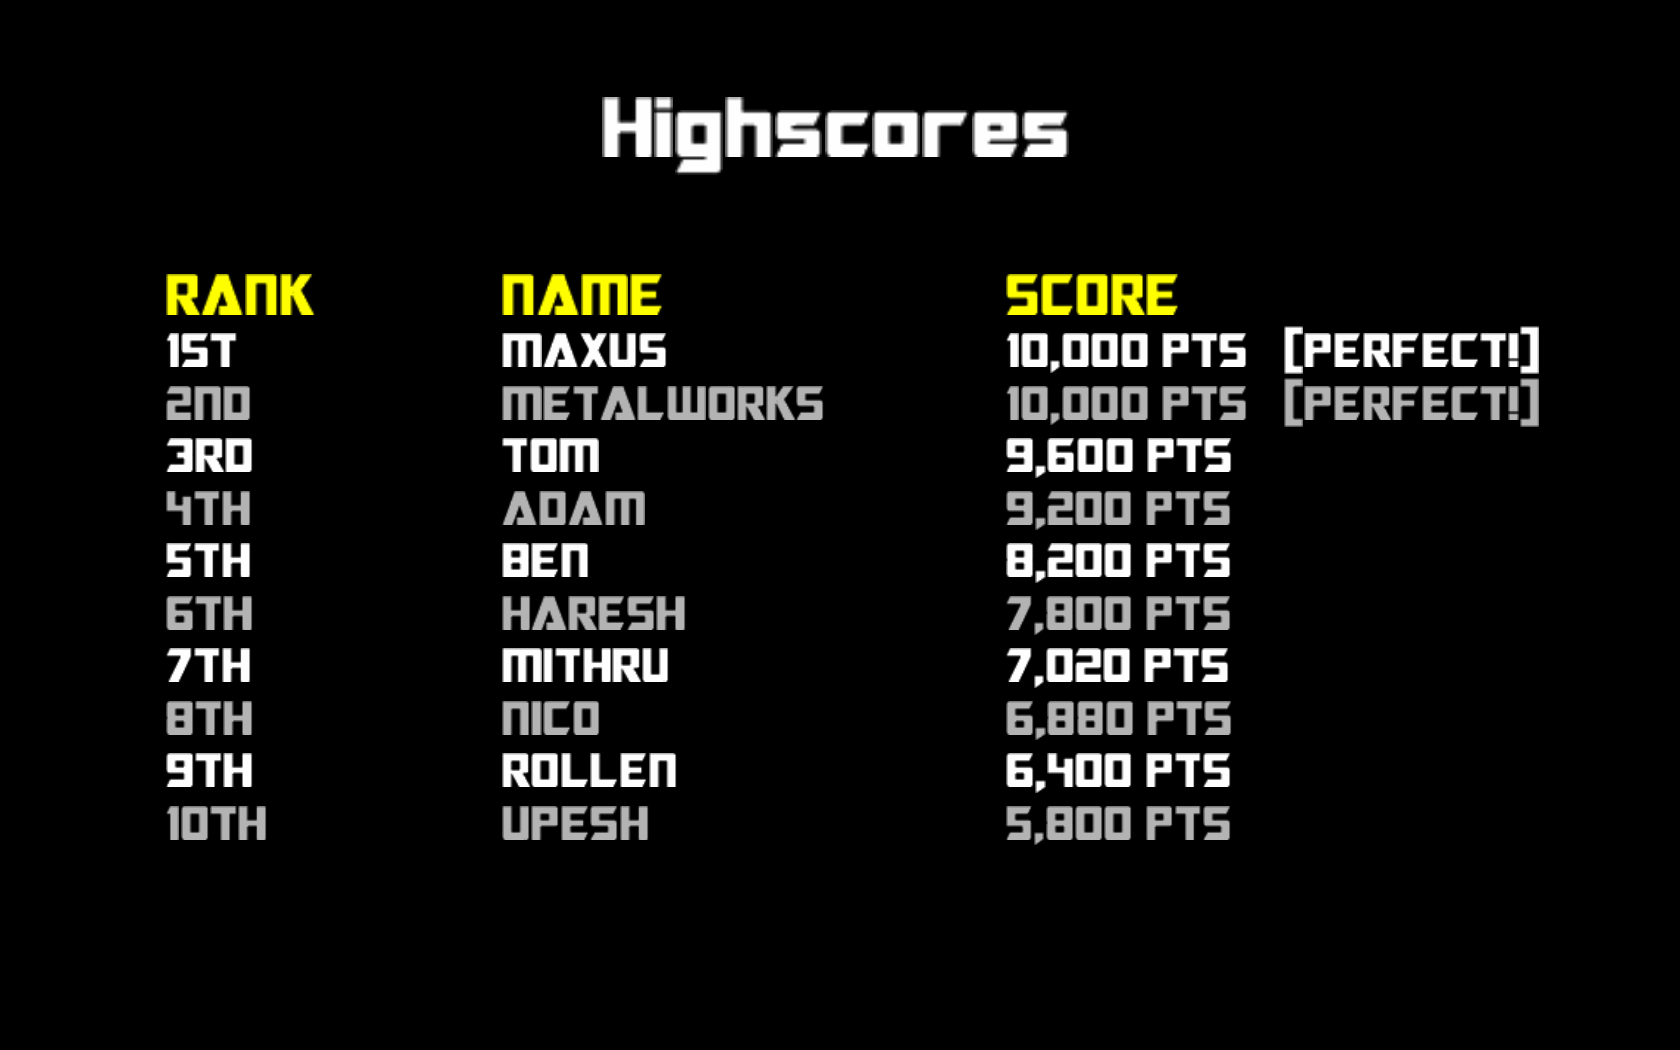 Highscores
RANK NAME SCORE
1ST MAXUS 10,000 PTS [PERFECT!]
2ND METALWORKS 10,000 PTS [PERFECT!]
3RD TOM 9,600 PTS
4TH ADAM 9,200 PTS
5TH BEN 8,200 PTS
6TH HARESH 7,800 PTS
7TH MITHRU 7,020 PTS
8TH NICO 6,880 PTS
9TH ROLLEN 6,400 PTS
10TH UPESH 5,800 PTS